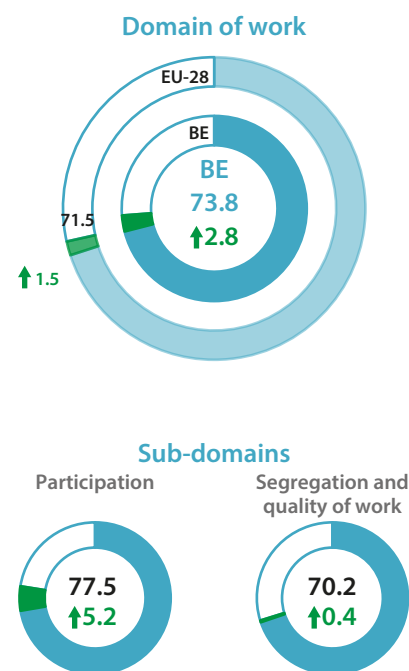 Domain of work
EU-28
BE
BE
73.8
71.5
↑2.8
↑ 1.5
Sub-domains
Participation
Segregation and
quality of work
77.5
↑5.2
70.2
↑0.4